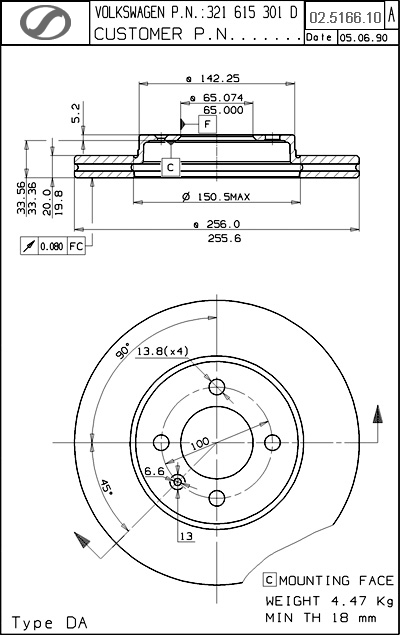 VOLKSWAGEN P.N.:321 615 301 D
CUSTOMER P.N.......
02.5166.10
A
Date 05.06.90
ø 142.25
ø 65.074
65.000
F
5.2
C
33.56
33.36
20.0
19.8
Ø 150.5MAX
ø 256.0
255.6
0.080 FC
90°
13.8(x4)
100
6.6
45°
13
C MOUNTING FACE
WEIGHT 4.47 Kg
MIN TH 18 mm
Type DA